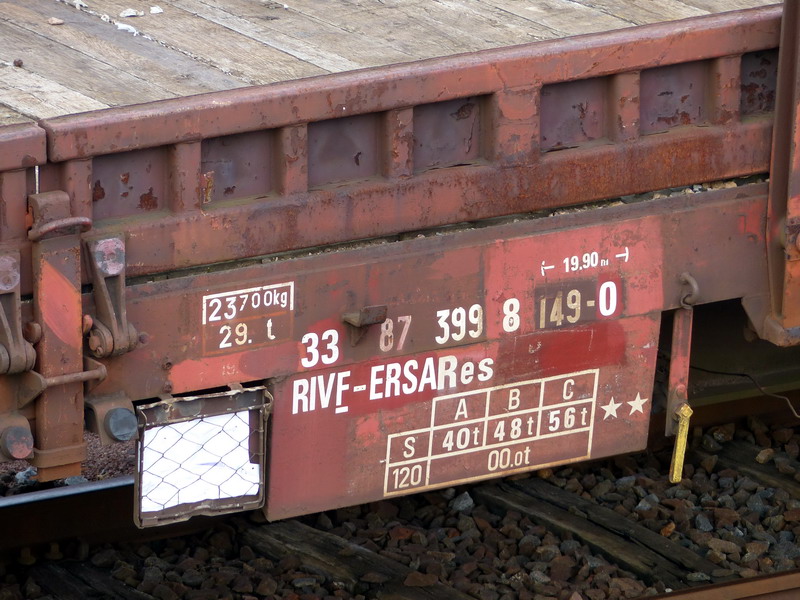 19.90 m
23700kg
29. t
33 87 399 8 149-0
RIVE-ERSARes
A B C
S 40t 48t 56t
120 00.0t
★★